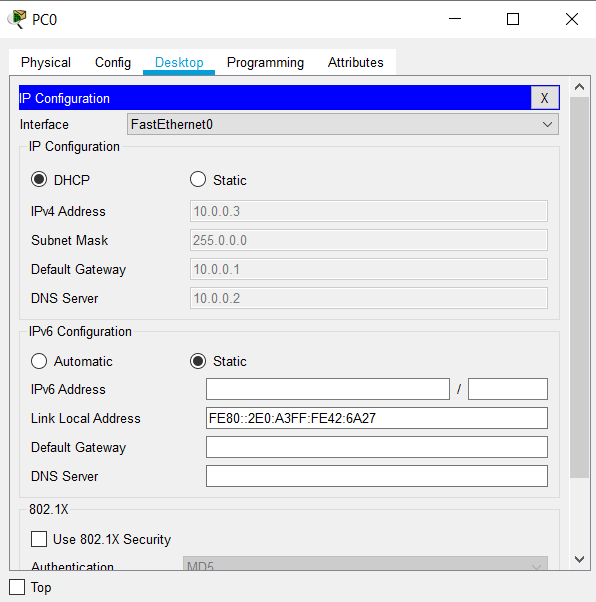 PC0
Physical Config Desktop Programming Attributes
IP Configuration X
Interface FastEthernet0
IP Configuration
DHCP Static
IPv4 Address 10.0.0.3
Subnet Mask 255.0.0.0
Default Gateway 10.0.0.1
DNS Server 10.0.0.2
IPv6 Configuration
Automatic Static
IPv6 Address /
Link Local Address FE80::2E0:A3FF:FE42:6A27
Default Gateway
DNS Server
802.1X
Use 802.1X Security
Authentication MD5
Top